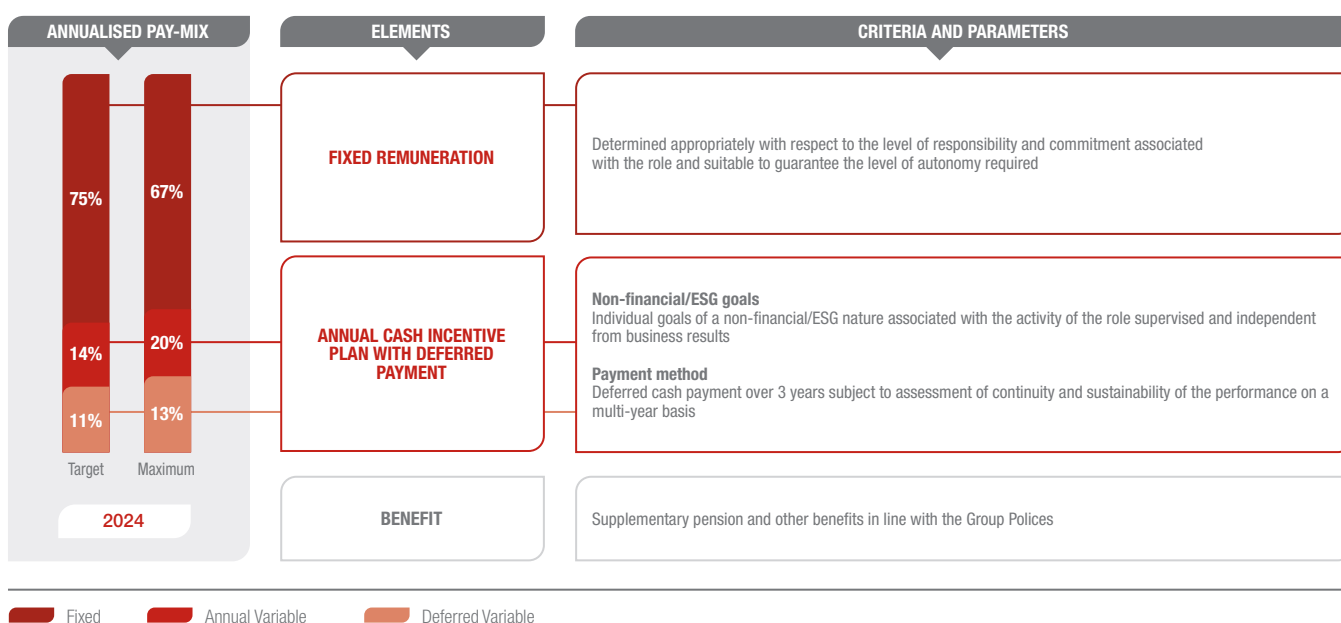 ANNUALISED PAY-MIX
ELEMENTS
CRITERIA AND PARAMETERS
75%
67%
14%
20%
11%
13%
Target
Maximum
2024
FIXED REMUNERATION
Determined appropriately with respect to the level of responsibility and commitment associated
with the role and suitable to guarantee the level of autonomy required
ANNUAL CASH INCENTIVE
PLAN WITH DEFERRED
PAYMENT
Non-financial/ESG goals
Individual goals of a non-financial/ESG nature associated with the activity of the role supervised and independent
from business results
Payment method
Deferred cash payment over 3 years subject to assessment of continuity and sustainability of the performance on a
multi-year basis
BENEFIT
Supplementary pension and other benefits in line with the Group Polices
Fixed
Annual Variable
Deferred Variable